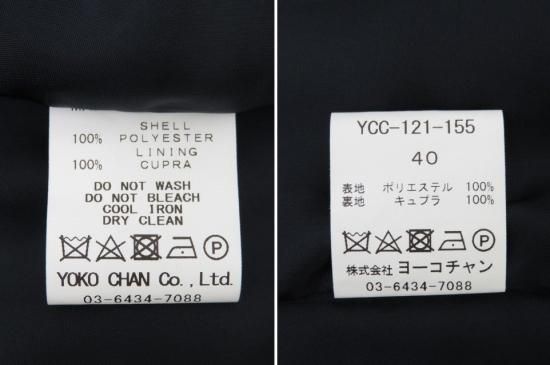 SHELL
100% POLYESTER
LINING
100% CUPRA
DO NOT WASH
DO NOT BLEACH
COOL IRON
DRY CLEAN
P
YOKO CHAN Co., Ltd.
03-6434-7088
YCC-121-155
40
表地 ポリエステル 100%
裏地 キュプラ 100%
P
株式会社 ヨーコチャン
03-6434-7088